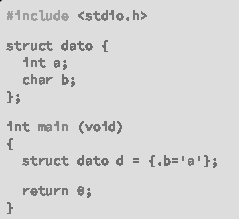 #include <stdio.h>
struct dato {
  int a;
  char b;
};
int main (void)
{
  struct dato d = {.b='a'};
  return 0;
}